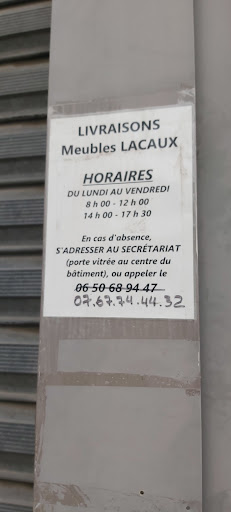 LIVRAISONS
Meubles LACAUX
HORAIRES
DU LUNDI AU VENDREDI
8 h 00 - 12 h 00
14 h 00 - 17 h 30
En cas d'absence,
S'ADRESSER AU SECRÉTARIAT
(porte vitrée au centre du
bâtiment), ou appeler le
06 50 68 94 47
07.67.74.44.32